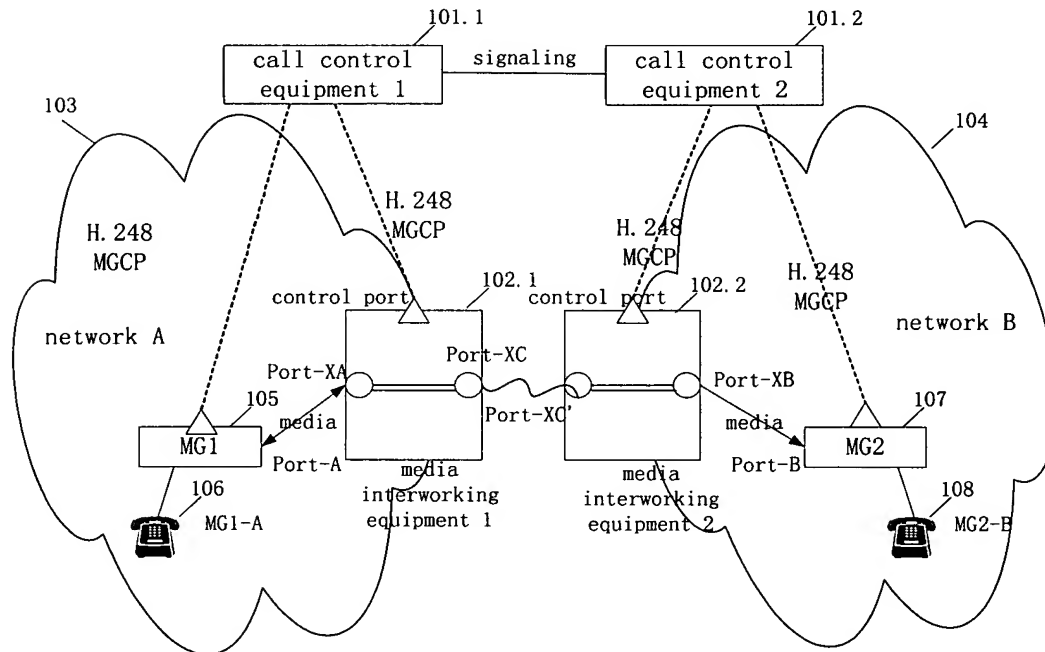 101.1
101.2
call control
equipment 1
signaling
call control
equipment 2
103
104
H.248
MGCP
H.248
MGCP
H.248
MGCP
H.248
MGCP
control port
102.1
control port
102.2
network A
network B
Port-XA
Port-XC
Port-XC'
Port-XB
105
media
media
107
MG1
Port-A
Port-B
MG2
media
interworking
equipment 1
media
interworking
equipment 2
106
MG1-A
108
MG2-B